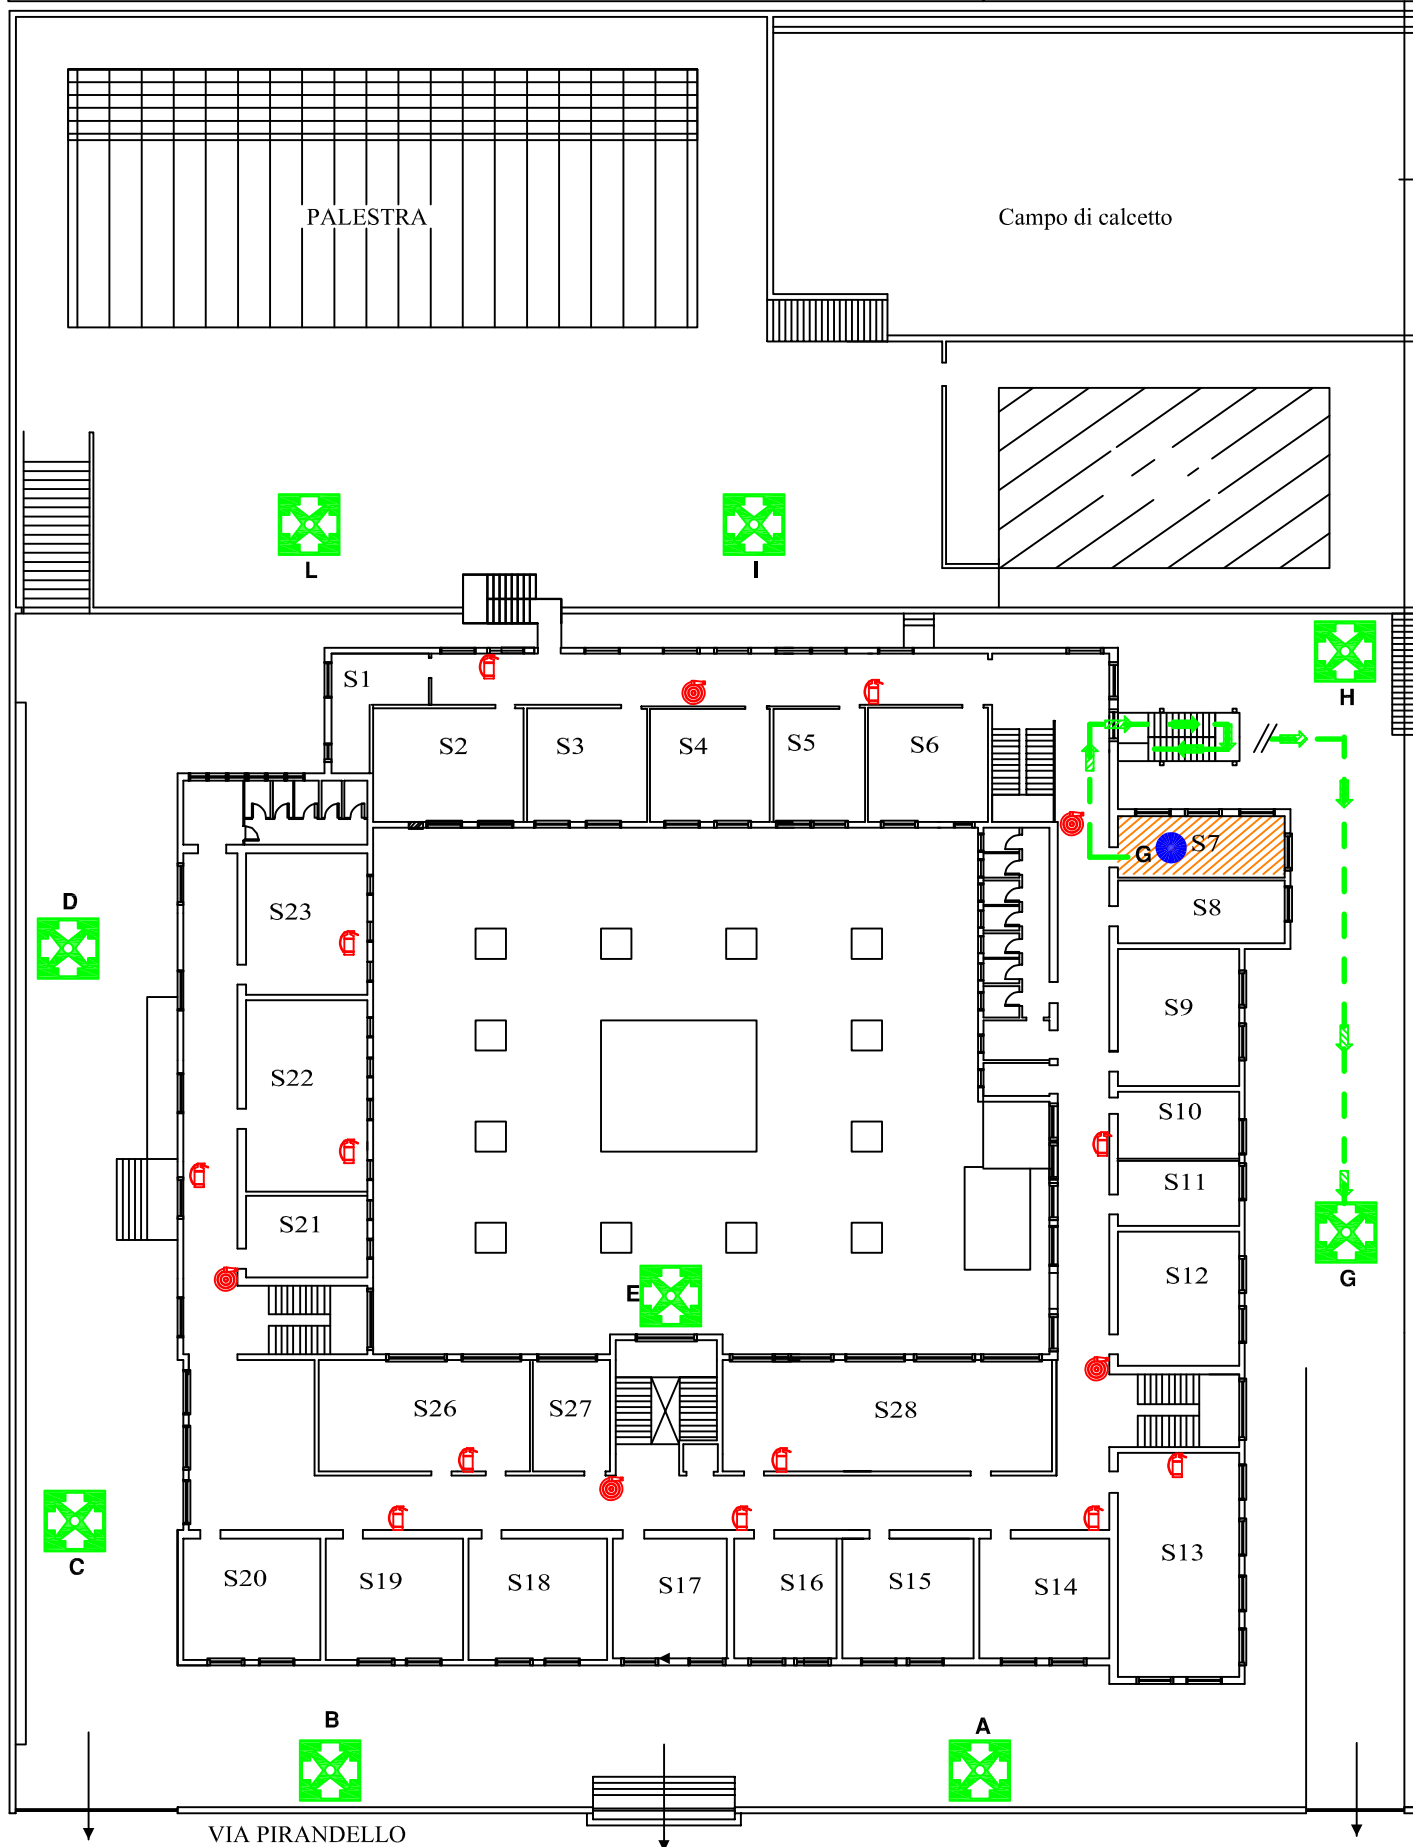 PALESTRA
Campo di calcetto
L
I
H
S1
S2
S3
S4
S5
S6
G
S7
S8
D
S23
S9
S22
S10
S11
S21
S12
G
E
S26
S27
S28
S13
C
S20
S19
S18
S17
S16
S15
S14
B
A
VIA PIRANDELLO